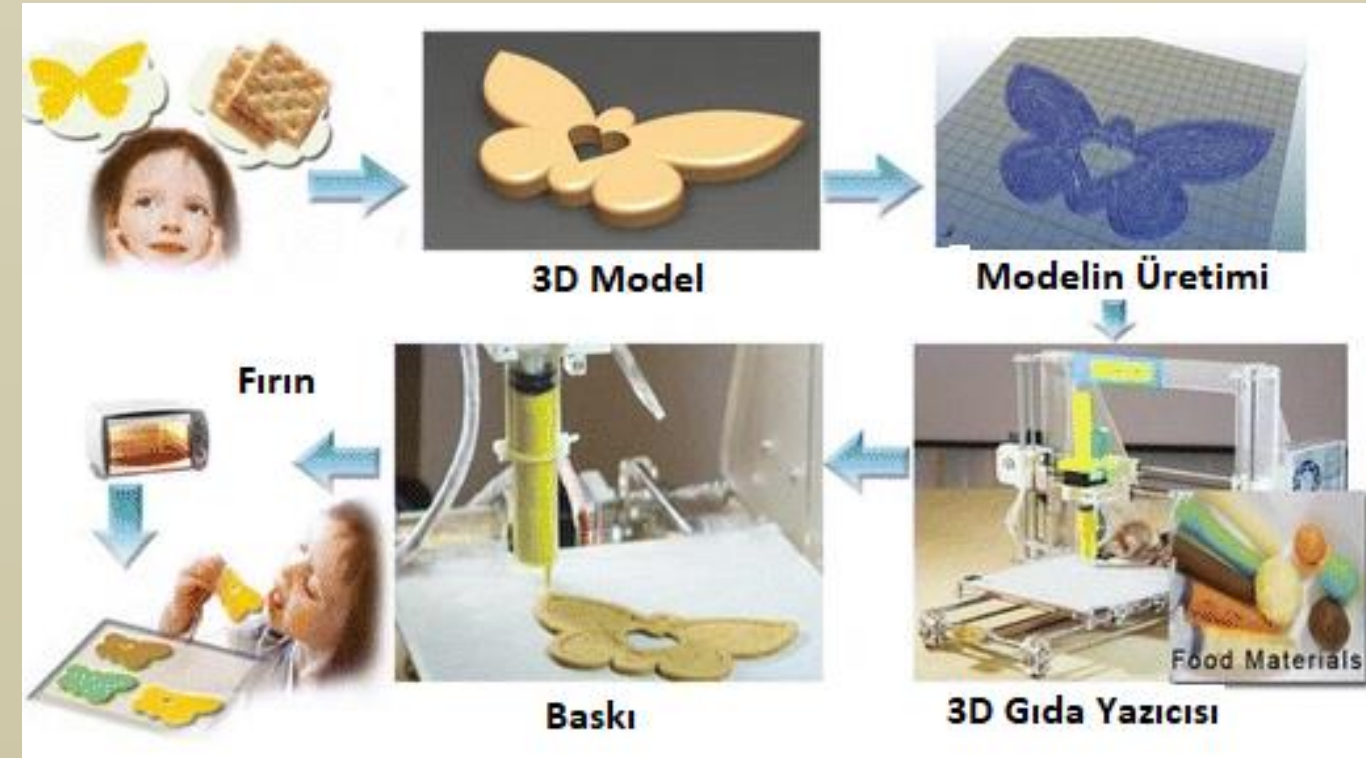 3D Model
Modelin Üretimi
Fırın
Food Materials
Baskı
3D Gıda Yazıcısı